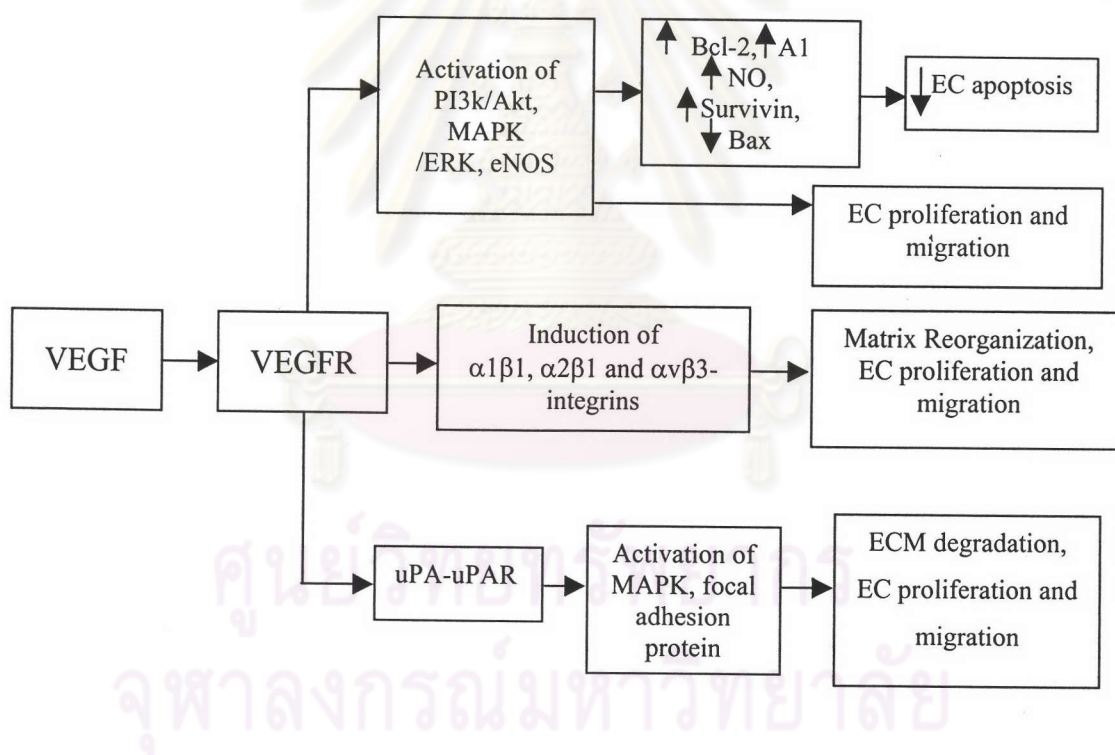 Activation of
PI3k/Akt,
MAPK
/ERK, eNOS
↑ Bcl-2, ↑ A1
↑ NO,
↑ Survivin,
↓ Bax
↓ EC apoptosis
EC proliferation and
migration
VEGF
VEGFR
Induction of
α1β1, α2β1 and αvβ3-
integrins
Matrix Reorganization,
EC proliferation and
migration
uPA-uPAR
Activation of
MAPK, focal
adhesion
protein
ECM degradation,
EC proliferation and
migration
ศูนย์วิทยทรัพยากร
จุฬาลงกรณ์มหาวิทยาลัย